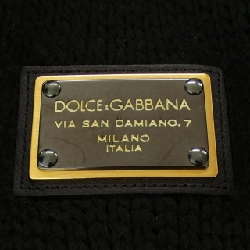 DOLCE&GABBANA
VIA SAN DAMIANO, 7
MILANO
ITALIA